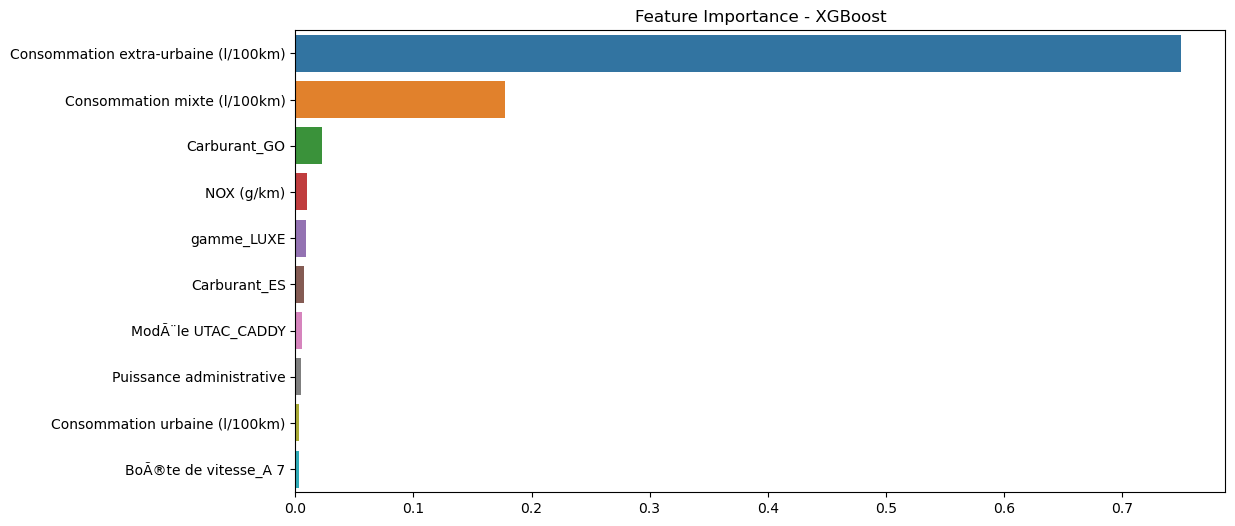 Feature Importance - XGBoost
Consommation extra-urbaine (l/100km)
Consommation mixte (l/100km)
Carburant_GO
NOX (g/km)
gamme_LUXE
Carburant_ES
ModÃ¨le UTAC_CADDY
Puissance administrative
Consommation urbaine (l/100km)
BoÃ®te de vitesse_A 7
0.0 0.1 0.2 0.3 0.4 0.5 0.6 0.7